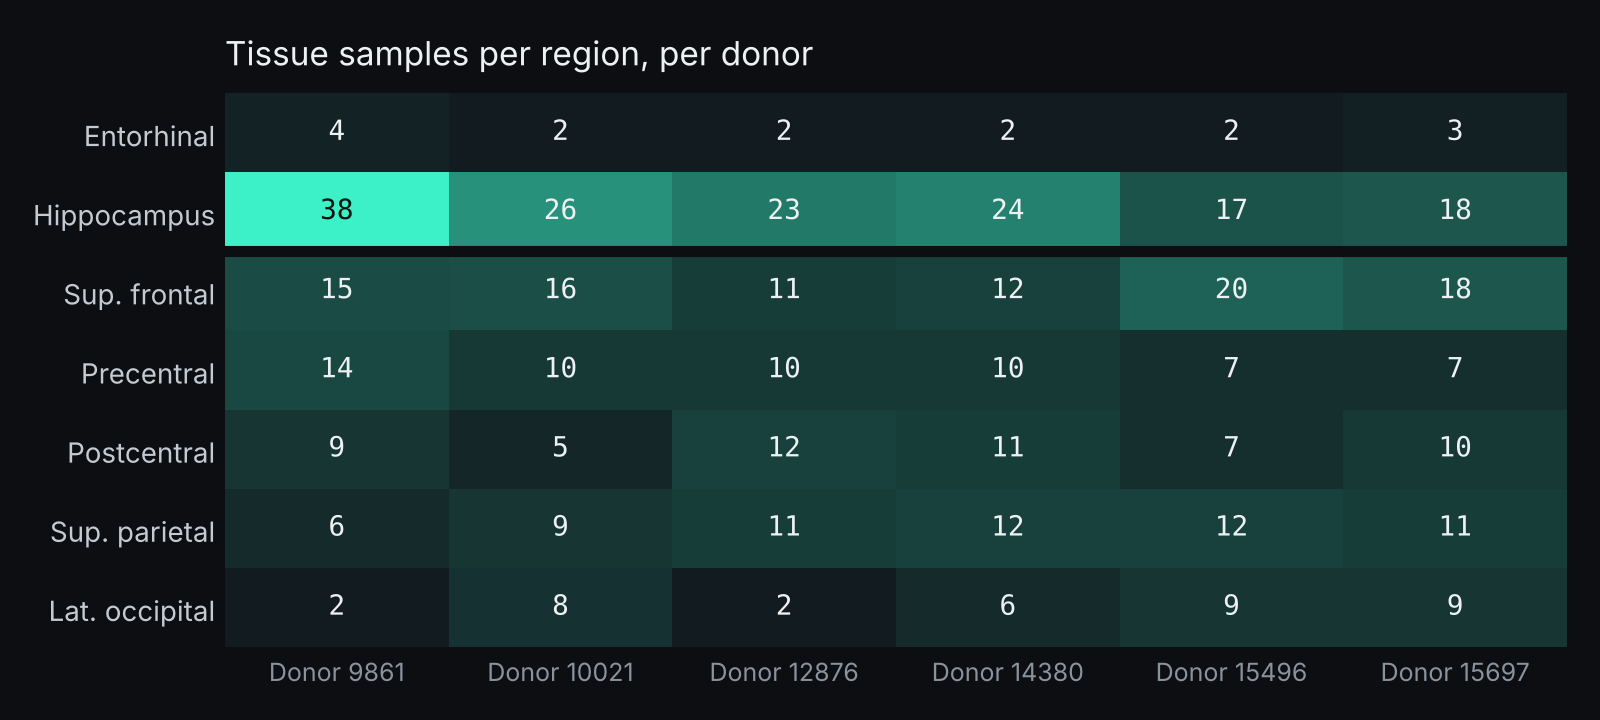 Tissue samples per region, per donor
Entorhinal 4 2 2 2 2 3
Hippocampus 38 26 23 24 17 18
Sup. frontal 15 16 11 12 20 18
Precentral 14 10 10 10 7 7
Postcentral 9 5 12 11 7 10
Sup. parietal 6 9 11 12 12 11
Lat. occipital 2 8 2 6 9 9
Donor 9861 Donor 10021 Donor 12876 Donor 14380 Donor 15496 Donor 15697